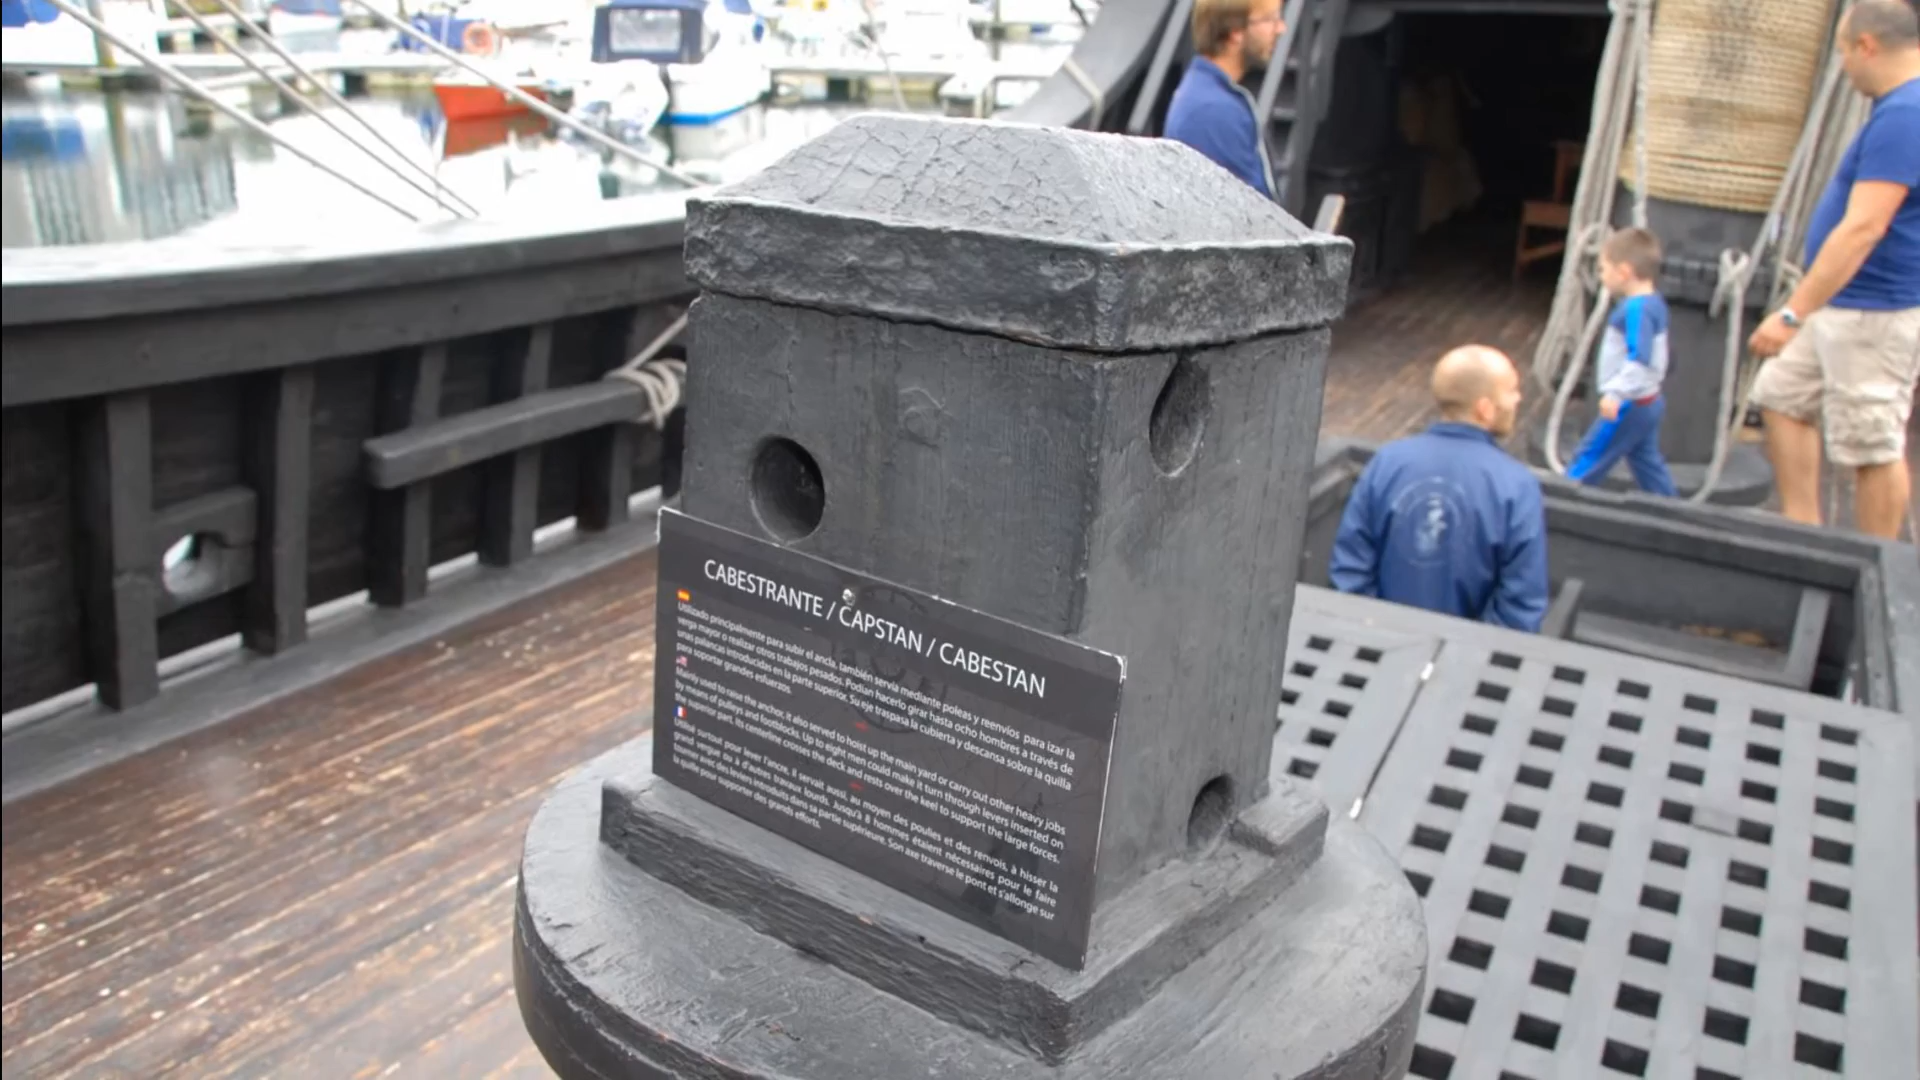 CABESTRANTE / CAPSTAN / CABESTAN
Utilizado principalmente para subir el ancla, también servía mediante poleas y reenvíos para izar la
verga mayor o realizar otros trabajos pesados. Podían hacerlo girar hasta ocho hombres a través de
unas palancas introducidas en la parte superior. Su eje traspasa la cubierta y descansa sobre la quilla
para soportar grandes esfuerzos.
Mainly used to raise the anchor, it also served to hoist up the main yard or carry out other heavy jobs
by means of pulleys and footblocks. Up to eight men could make it turn through levers inserted on
the superior part. Its centerline crosses the deck and rests over the keel to support the large forces.
Utilisé surtout pour lever l'ancre, il servait aussi, au moyen des poulies et des renvois, à hisser la
grand vergue ou à d'autres travaux lourds. Jusqu'à 8 hommes étaient nécessaires pour le faire
tourner avec des leviers introduits dans sa partie supérieure. Son axe traverse le pont et s'allonge sur
la quille pour supporter des grands efforts.